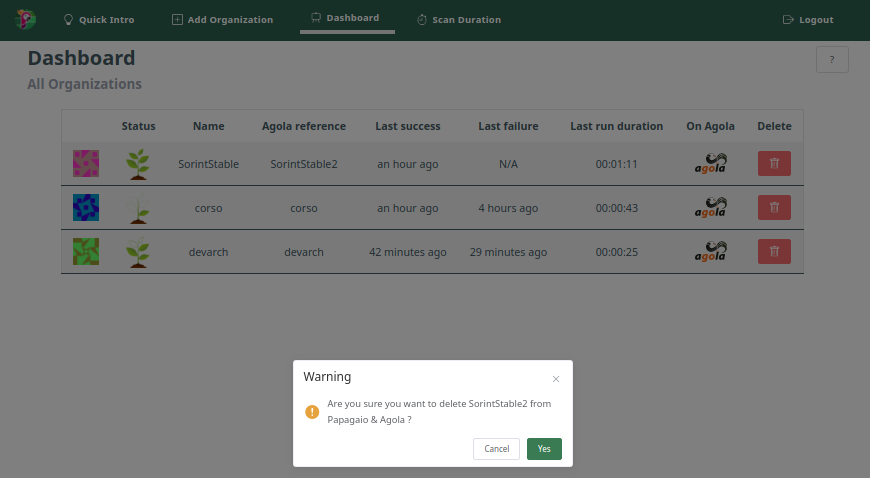 Quick Intro Add Organization Dashboard Scan Duration Logout
Dashboard
?
All Organizations
Status Name Agola reference Last success Last failure Last run duration On Agola Delete
SorintStable SorintStable2 an hour ago N/A 00:01:11 agola
corso corso an hour ago 4 hours ago 00:00:43 agola
devarch devarch 42 minutes ago 29 minutes ago 00:00:25 agola
Warning
Are you sure you want to delete SorintStable2 from
Papagaio & Agola ?
Cancel Yes